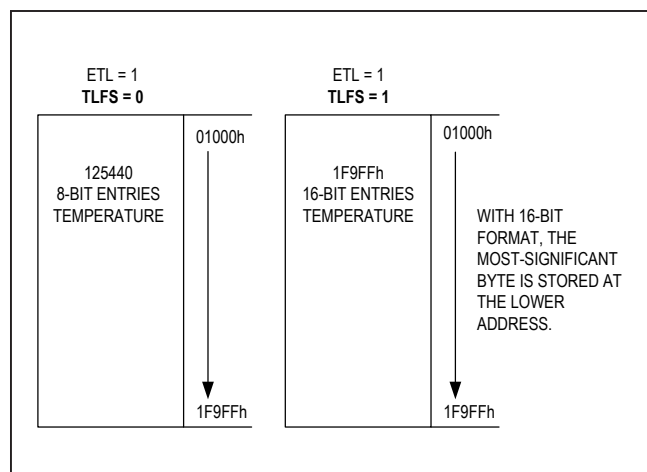 ETL = 1
TLFS = 0
01000h
125440
8-BIT ENTRIES
TEMPERATURE
1F9FFh
ETL = 1
TLFS = 1
01000h
1F9FFh
16-BIT ENTRIES
TEMPERATURE
1F9FFh
WITH 16-BIT
FORMAT, THE
MOST-SIGNIFICANT
BYTE IS STORED AT
THE LOWER
ADDRESS.